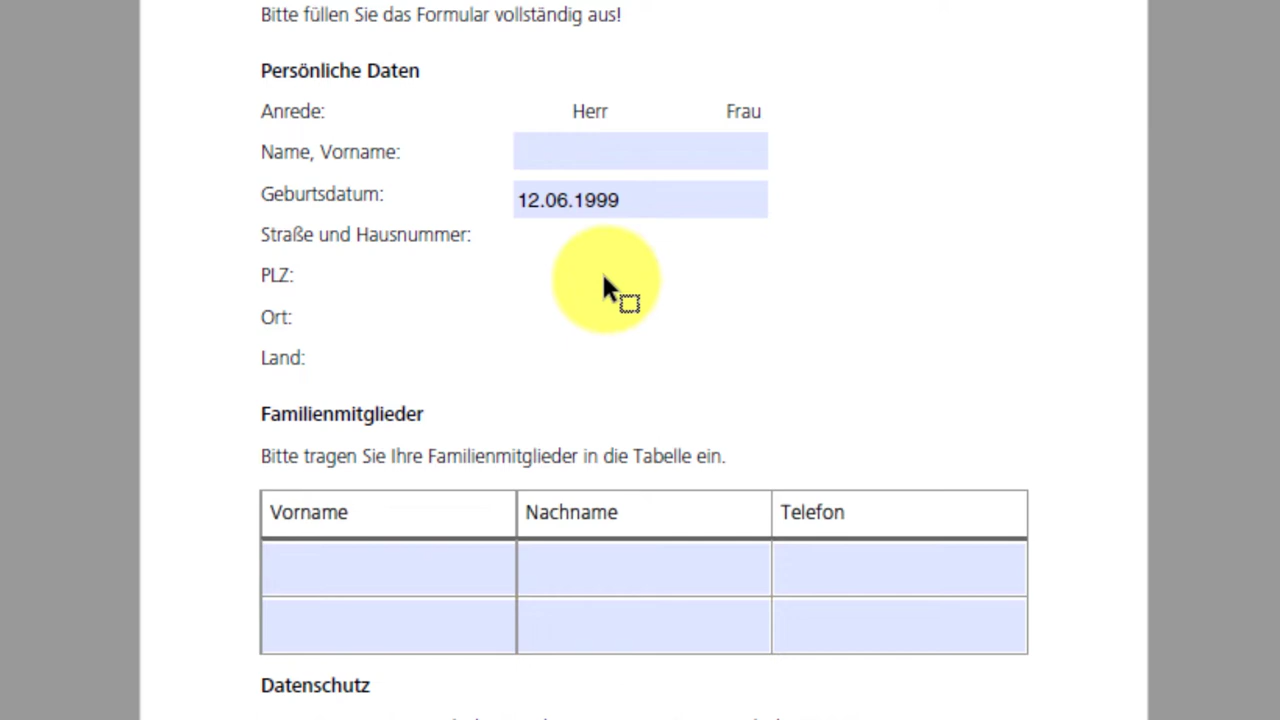 Bitte füllen Sie das Formular vollständig aus!
Persönliche Daten
Anrede: Herr Frau
Name, Vorname:
Geburtsdatum: 12.06.1999
Straße und Hausnummer:
PLZ:
Ort:
Land:
Familienmitglieder
Bitte tragen Sie Ihre Familienmitglieder in die Tabelle ein.
Vorname Nachname Telefon
Datenschutz